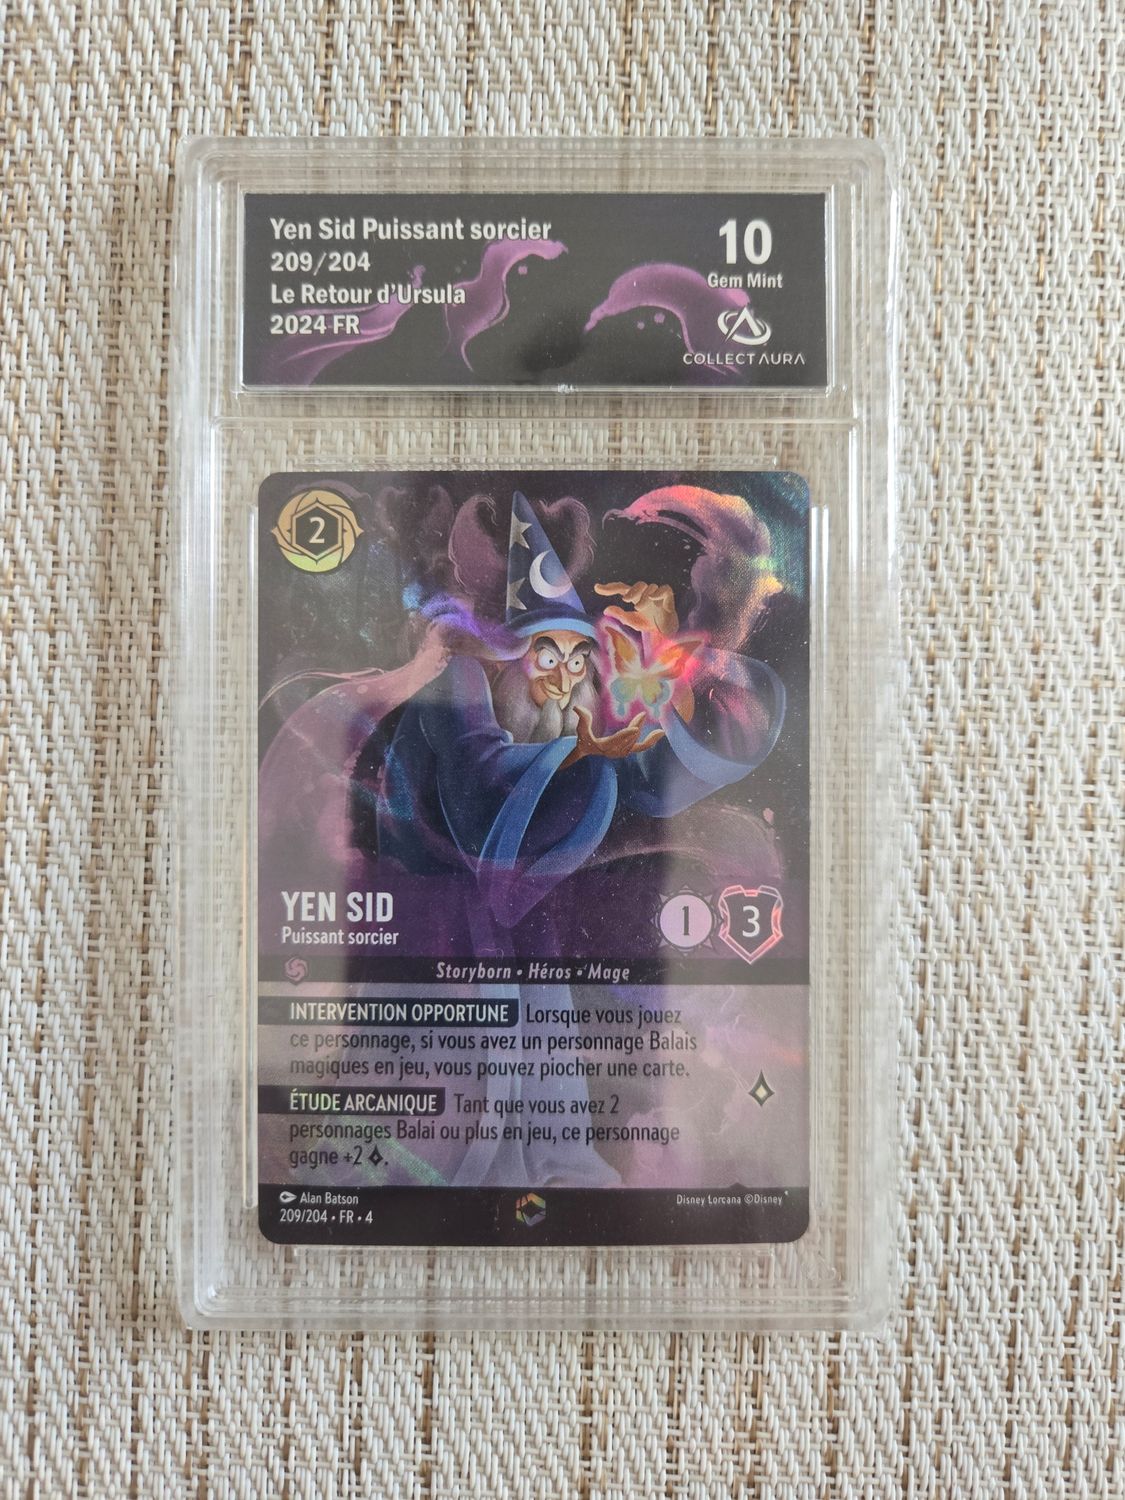 Yen Sid Puissant sorcier
209/204
Le Retour d'Ursula
2024 FR
10
Gem Mint
COLLECT AURA
2
YEN SID
Puissant sorcier
1
3
Storyborn • Héros • Mage
INTERVENTION OPPORTUNE Lorsque vous jouez
ce personnage, si vous avez un personnage Balais
magiques en jeu, vous pouvez piocher une carte.
ÉTUDE ARCANIQUE Tant que vous avez 2
personnages Balai ou plus en jeu, ce personnage
gagne +2 .
Alan Batson
209/204 • FR • 4
Disney Lorcana ©Disney